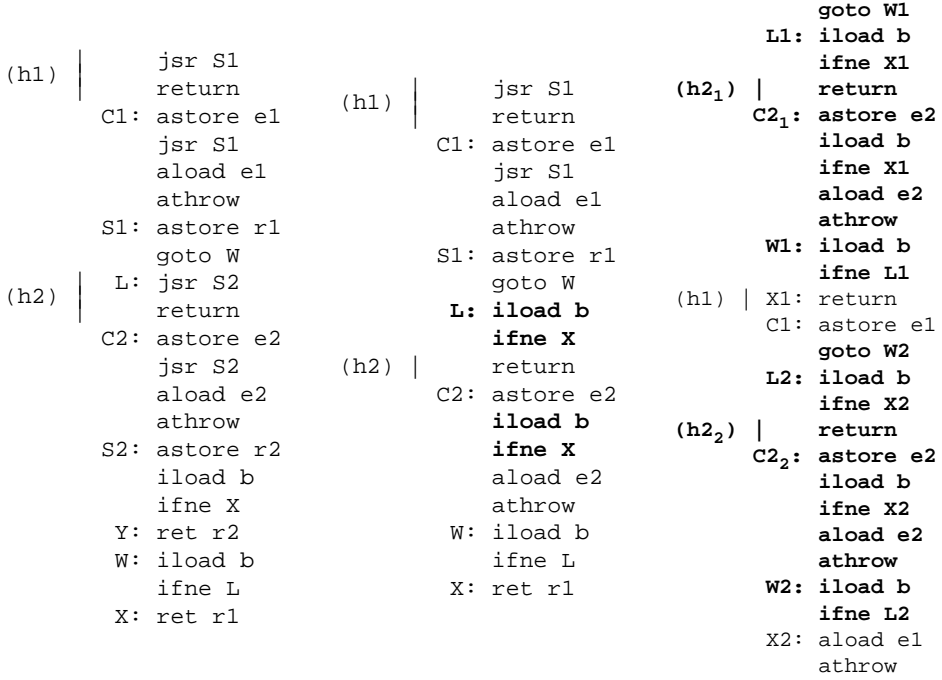 (h1) | jsr S1
return
C1: astore e1
jsr S1
aload e1
athrow
S1: astore r1
goto W
(h2) | L: jsr S2
return
C2: astore e2
jsr S2
aload e2
athrow
S2: astore r2
iload b
ifne X
Y: ret r2
W: iload b
ifne L
X: ret r1
(h1) | jsr S1
return
C1: astore e1
jsr S1
aload e1
athrow
S1: astore r1
goto W
L: iload b
ifne X
(h2) | return
C2: astore e2
iload b
ifne X
aload e2
athrow
W: iload b
ifne L
X: ret r1
goto W1
L1: iload b
ifne X1
(h2₁) | return
C2₁: astore e2
iload b
ifne X1
aload e2
athrow
W1: iload b
ifne L1
(h1) | X1: return
C1: astore e1
goto W2
L2: iload b
ifne X2
(h2₂) | return
C2₂: astore e2
iload b
ifne X2
aload e2
athrow
W2: iload b
ifne L2
X2: aload e1
athrow